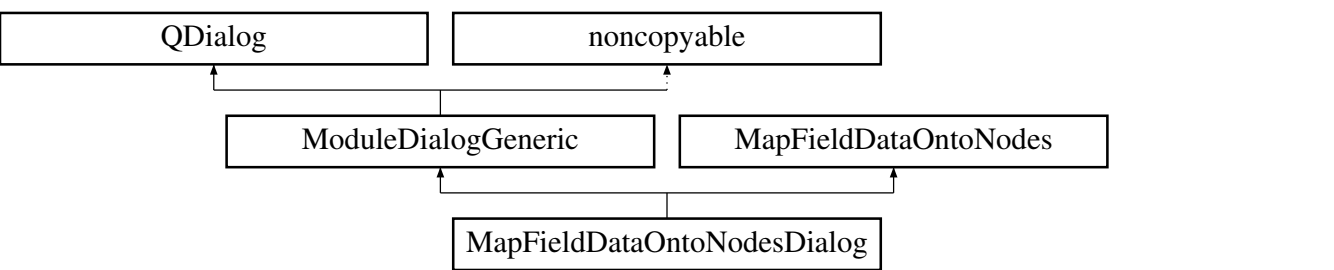 QDialog
noncopyable
ModuleDialogGeneric
MapFieldDataOntoNodes
MapFieldDataOntoNodesDialog